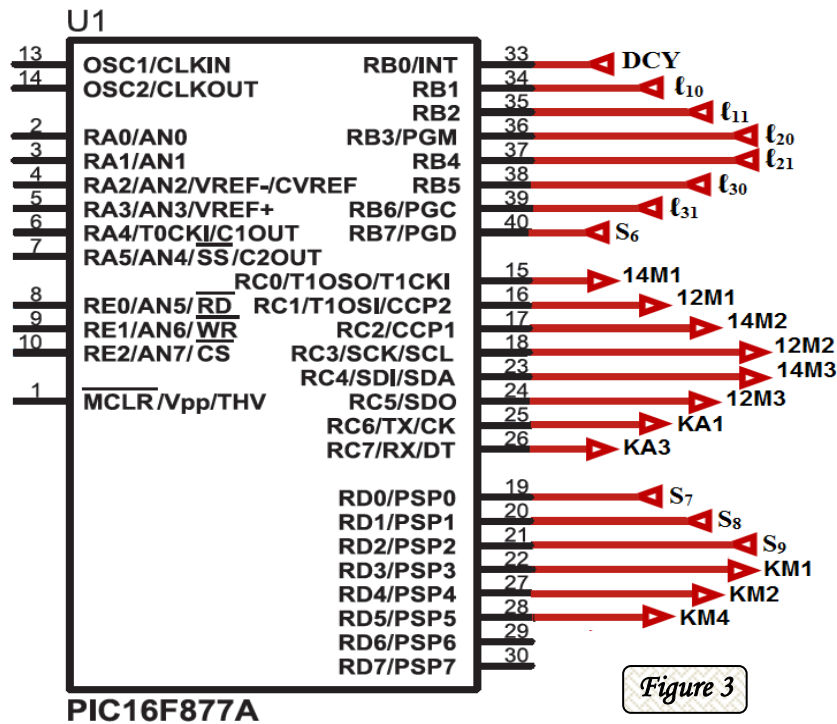 U1
13 OSC1/CLKIN RB0/INT 33 DCY
14 OSC2/CLKOUT RB1 34 ℓ10
RB2 35 ℓ11
2 RA0/AN0 RB3/PGM 36 ℓ20
3 RA1/AN1 RB4 37 ℓ21
4 RA2/AN2/VREF-/CVREF RB5 38 ℓ30
5 RA3/AN3/VREF+ RB6/PGC 39 ℓ31
6 RA4/T0CKI/C1OUT RB7/PGD 40 S6
7 RA5/AN4/SS/C2OUT
RC0/T1OSO/T1CKI 15 14M1
8 RE0/AN5/RD RC1/T1OSI/CCP2 16 12M1
9 RE1/AN6/WR RC2/CCP1 17 14M2
10 RE2/AN7/CS RC3/SCK/SCL 18 12M2
RC4/SDI/SDA 23 14M3
1 MCLR/Vpp/THV RC5/SDO 24 12M3
RC6/TX/CK 25 KA1
RC7/RX/DT 26 KA3
RD0/PSP0 19 S7
RD1/PSP1 20 S8
RD2/PSP2 21 S9
RD3/PSP3 22 KM1
RD4/PSP4 27 KM2
RD5/PSP5 28 KM4
RD6/PSP6 29
RD7/PSP7 30
Figure 3
PIC16F877A